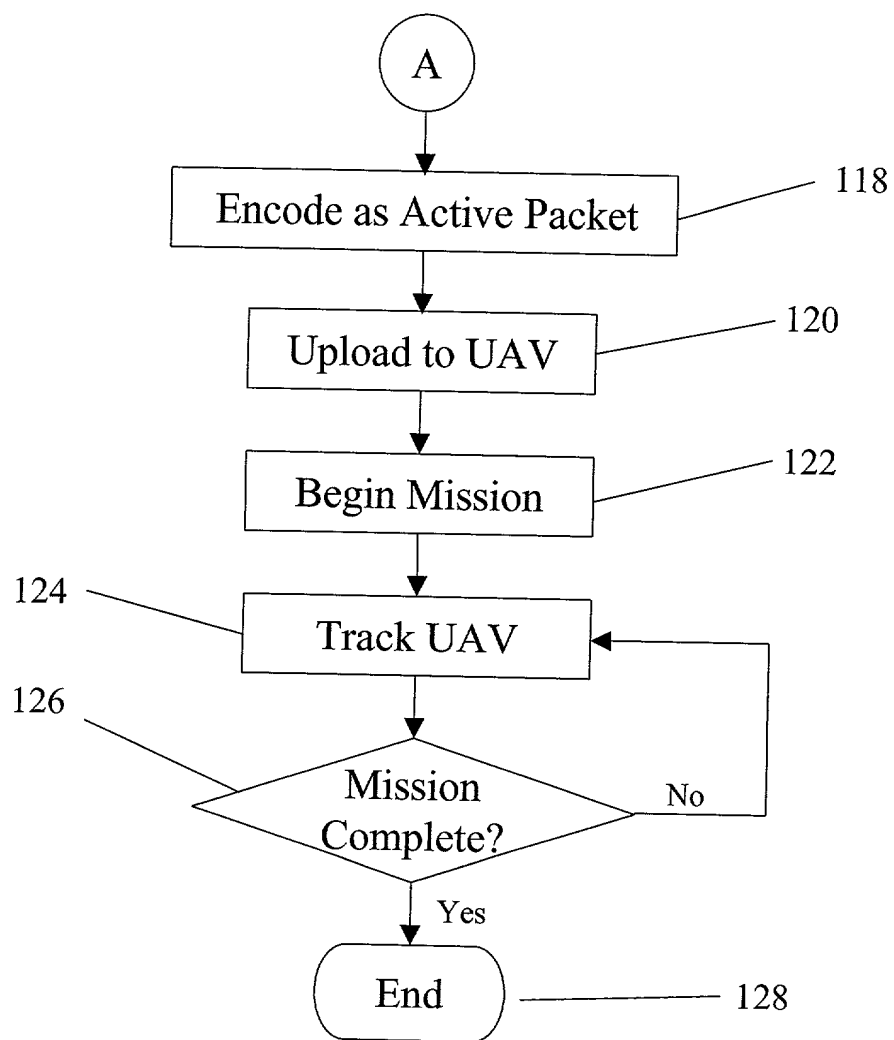 A
Encode as Active Packet
118
Upload to UAV
120
Begin Mission
122
124
Track UAV
126
Mission
Complete?
No
Yes
End
128